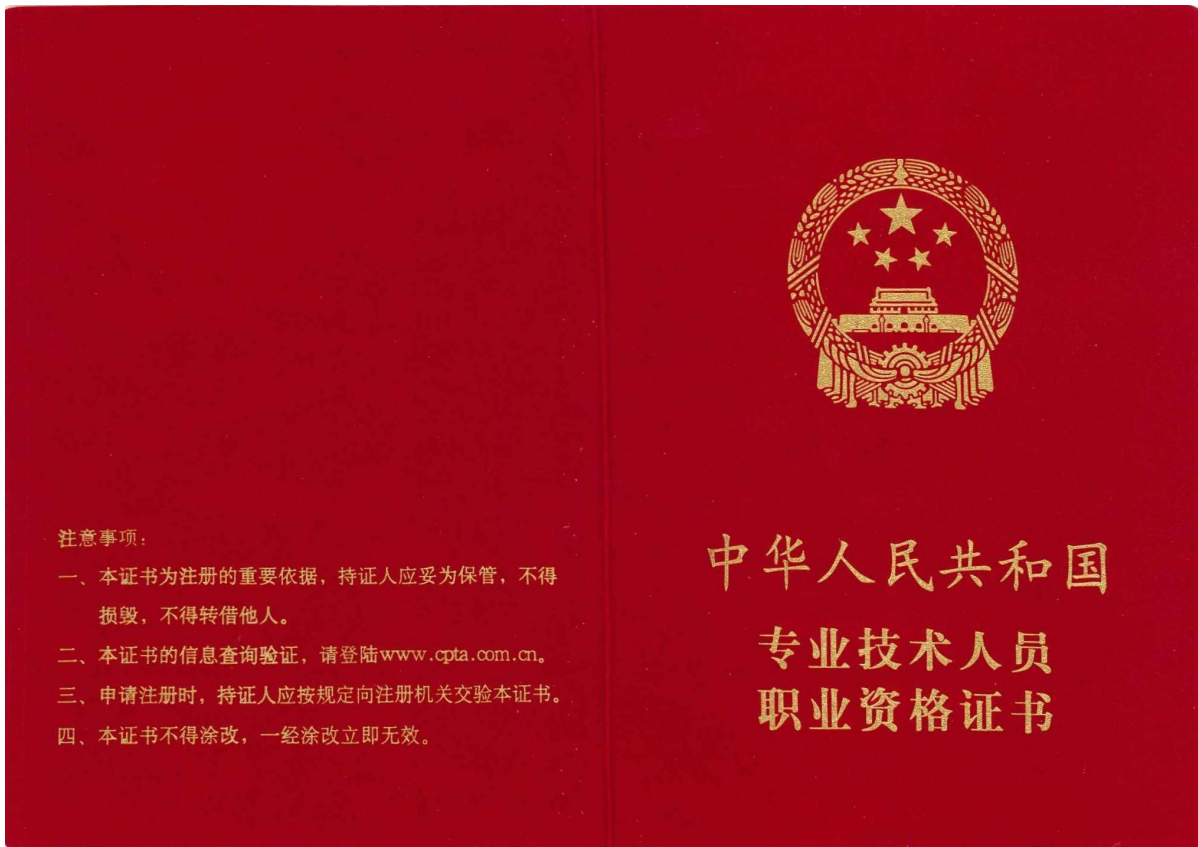 注意事项：
一、本证书为注册的重要依据，持证人应妥为保管，不得
损毁，不得转借他人。
二、本证书的信息查询验证，请登陆www.cpta.com.cn。
三、申请注册时，持证人应按规定向注册机关交验本证书。
四、本证书不得涂改，一经涂改立即无效。
中华人民共和国
专业技术人员
职业资格证书